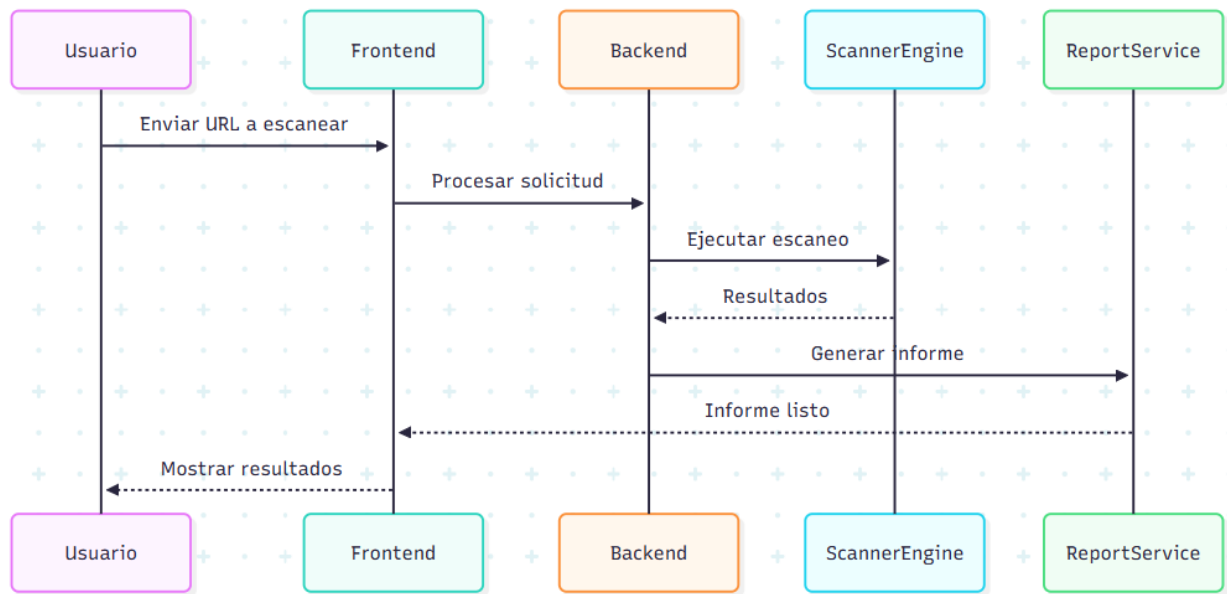 Usuario
Frontend
Backend
ScannerEngine
ReportService
Enviar URL a escanear
Procesar solicitud
Ejecutar escaneo
Resultados
Generar informe
Informe listo
Mostrar resultados
Usuario
Frontend
Backend
ScannerEngine
ReportService